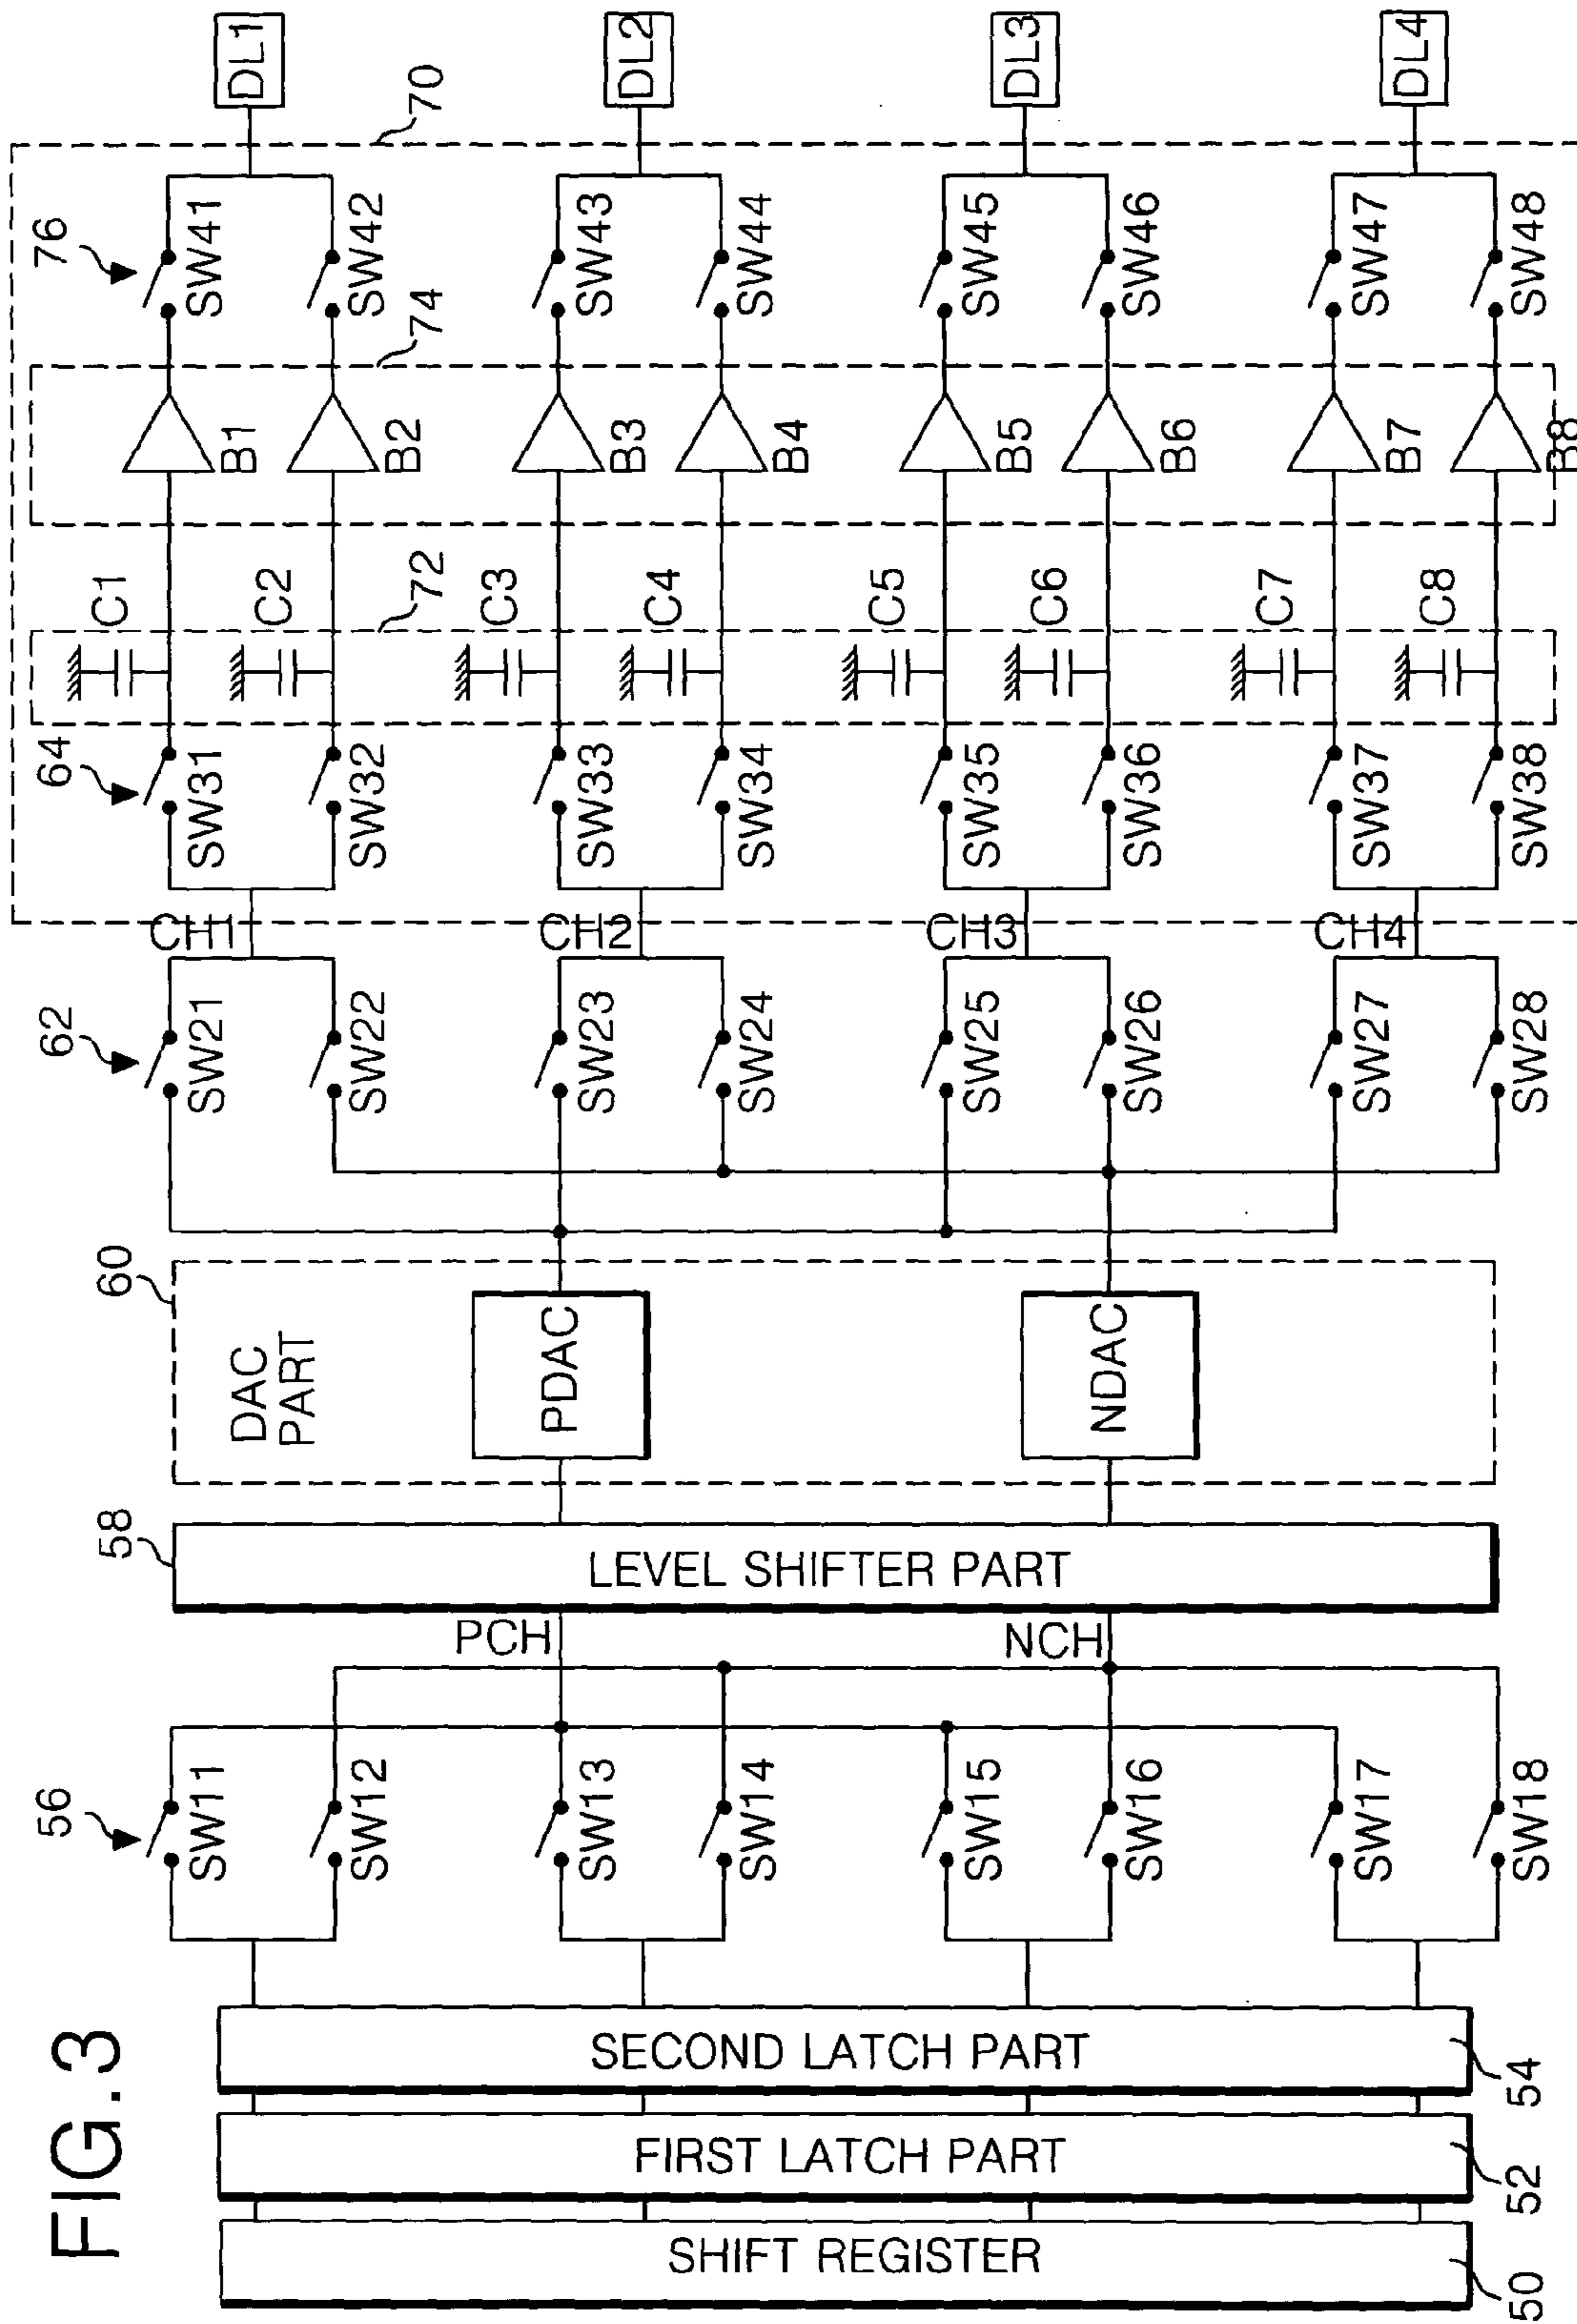 FIG.3
SHIFT REGISTER
50
FIRST LATCH PART
52
SECOND LATCH PART
54
56
SW11
SW12
SW13
SW14
SW15
SW16
SW17
SW18
PCH
NCH
58
LEVEL SHIFTER PART
60
DAC
PART
PDAC
NDAC
62
SW21
SW22
SW23
SW24
SW25
SW26
SW27
SW28
CH1
CH2
CH3
CH4
64
SW31
SW32
SW33
SW34
SW35
SW36
SW37
SW38
C1
C2
72
C3
C4
C5
C6
C7
C8
B1
B2
B3
B4
B5
B6
B7
B8
74
76
SW41
SW42
SW43
SW44
SW45
SW46
SW47
SW48
70
DL1
DL2
DL3
DL4